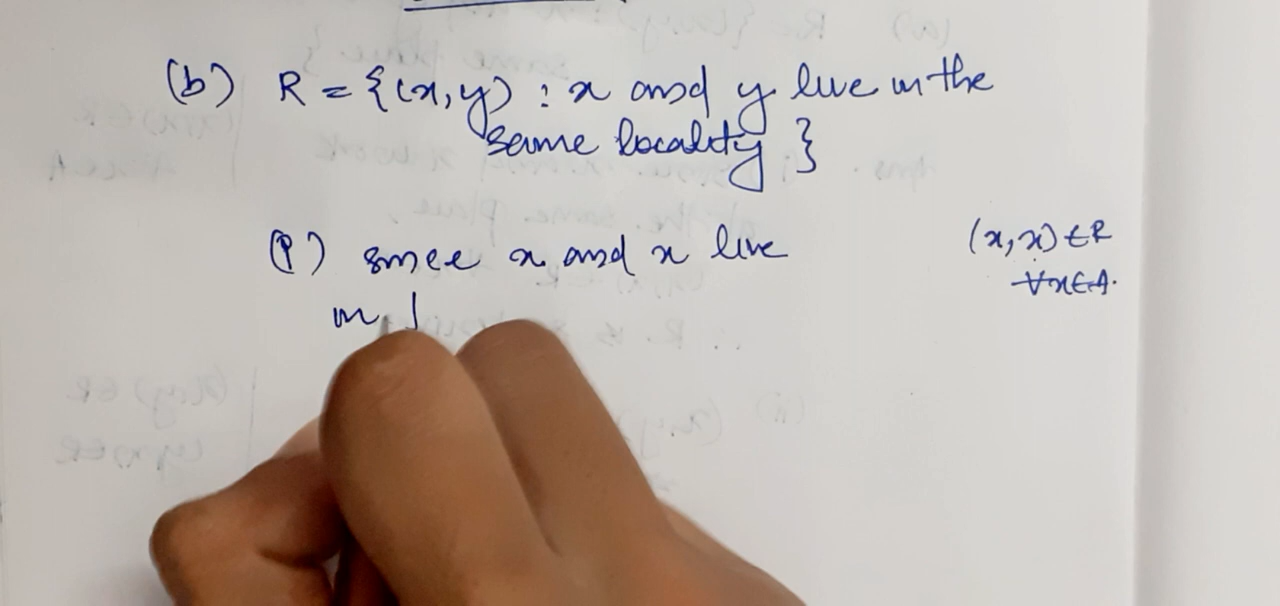 (b) R = {(x,y) : x and y live in the
same locality }
(i) since x and x live
in
(x,x) ∈ R
∀x∈A.